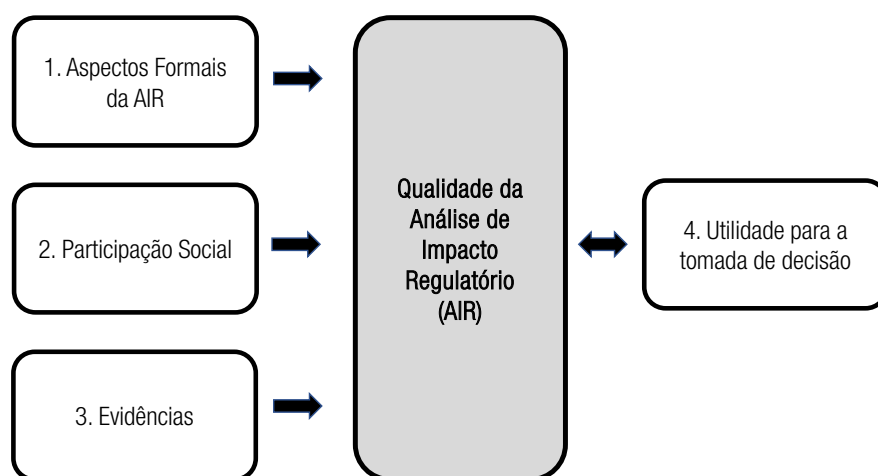 1. Aspectos Formais
da AIR
2. Participação Social
3. Evidências
Qualidade da
Análise de
Impacto
Regulatório
(AIR)
4. Utilidade para a
tomada de decisão